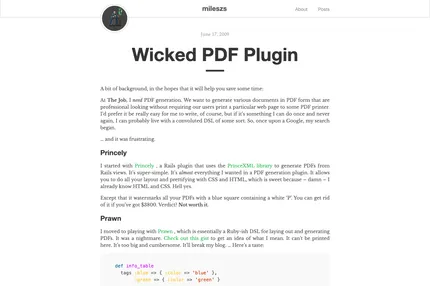 mileszs
About Posts
June 17, 2009
Wicked PDF Plugin
A bit of background, in the hopes that it will help you save some time:
At The Job, I need PDF generation. We want to generate various documents in PDF form that are
professional looking without requiring our users print a particular web page to some PDF printer.
I'd prefer it be really easy for me to write, of course, but if it's something I can do once and never
again, I can probably live with a convoluted DSL of some sort. So, once upon a Google, my search
began.
... and it was frustrating.
Princely
I started with Princely , a Rails plugin that uses the PrinceXML library to generate PDFs from
Rails views. It's super-simple. It's almost everything I wanted in a PDF generation plugin. It allows
you to do all your layout and prettifying with CSS and HTML, which is sweet because – damn – I
already know HTML and CSS. Hell yes.
Except that it watermarks all your PDFs with a blue square containing a white 'P'. You can get rid
of it if you've got $3800. Verdict? Not worth it.
Prawn
I moved to playing with Prawn , which is essentially a Ruby-ish DSL for laying out and generating
PDFs. It was a nightmare. Check out this gist to get an idea of what I mean. It can't be printed
here. It's too big and cumbersome. It'll break my blog. ... Here's a taste:
def info_table
tags :blue => { :color => 'blue' },
:green => { :color => 'green' }